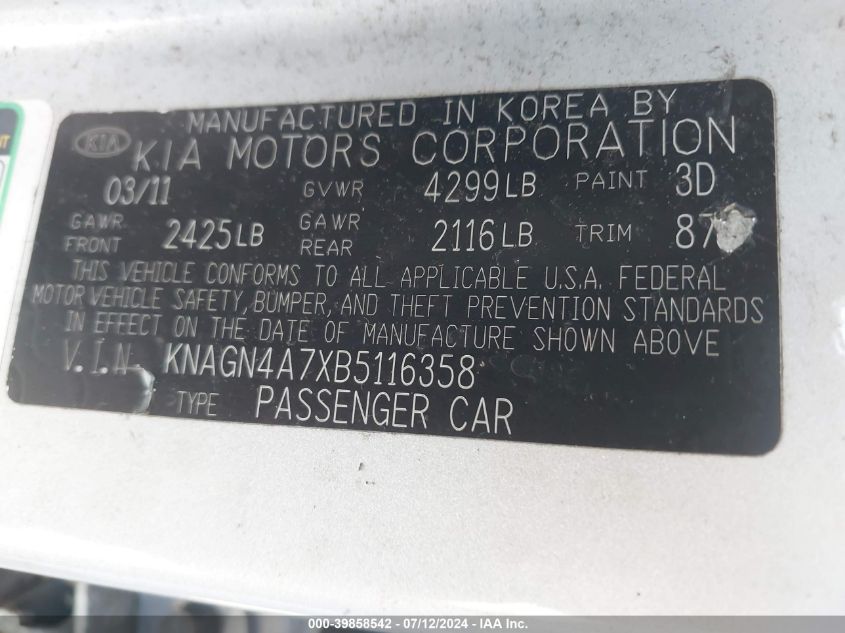 MANUFACTURED IN KOREA BY
KIA KIA MOTORS CORPORATION
03/11 GVWR 4299LB PAINT 3D
GAWR FRONT 2425LB GAWR REAR 2116LB TRIM 87
THIS VEHICLE CONFORMS TO ALL APPLICABLE U.S.A. FEDERAL
MOTOR VEHICLE SAFETY, BUMPER, AND THEFT PREVENTION STANDARDS
IN EFFECT ON THE DATE OF MANUFACTURE SHOWN ABOVE
V.I.N. KNAGN4A7XB5116358
TYPE PASSENGER CAR
000-39858542 - 07/12/2024 - IAA Inc.